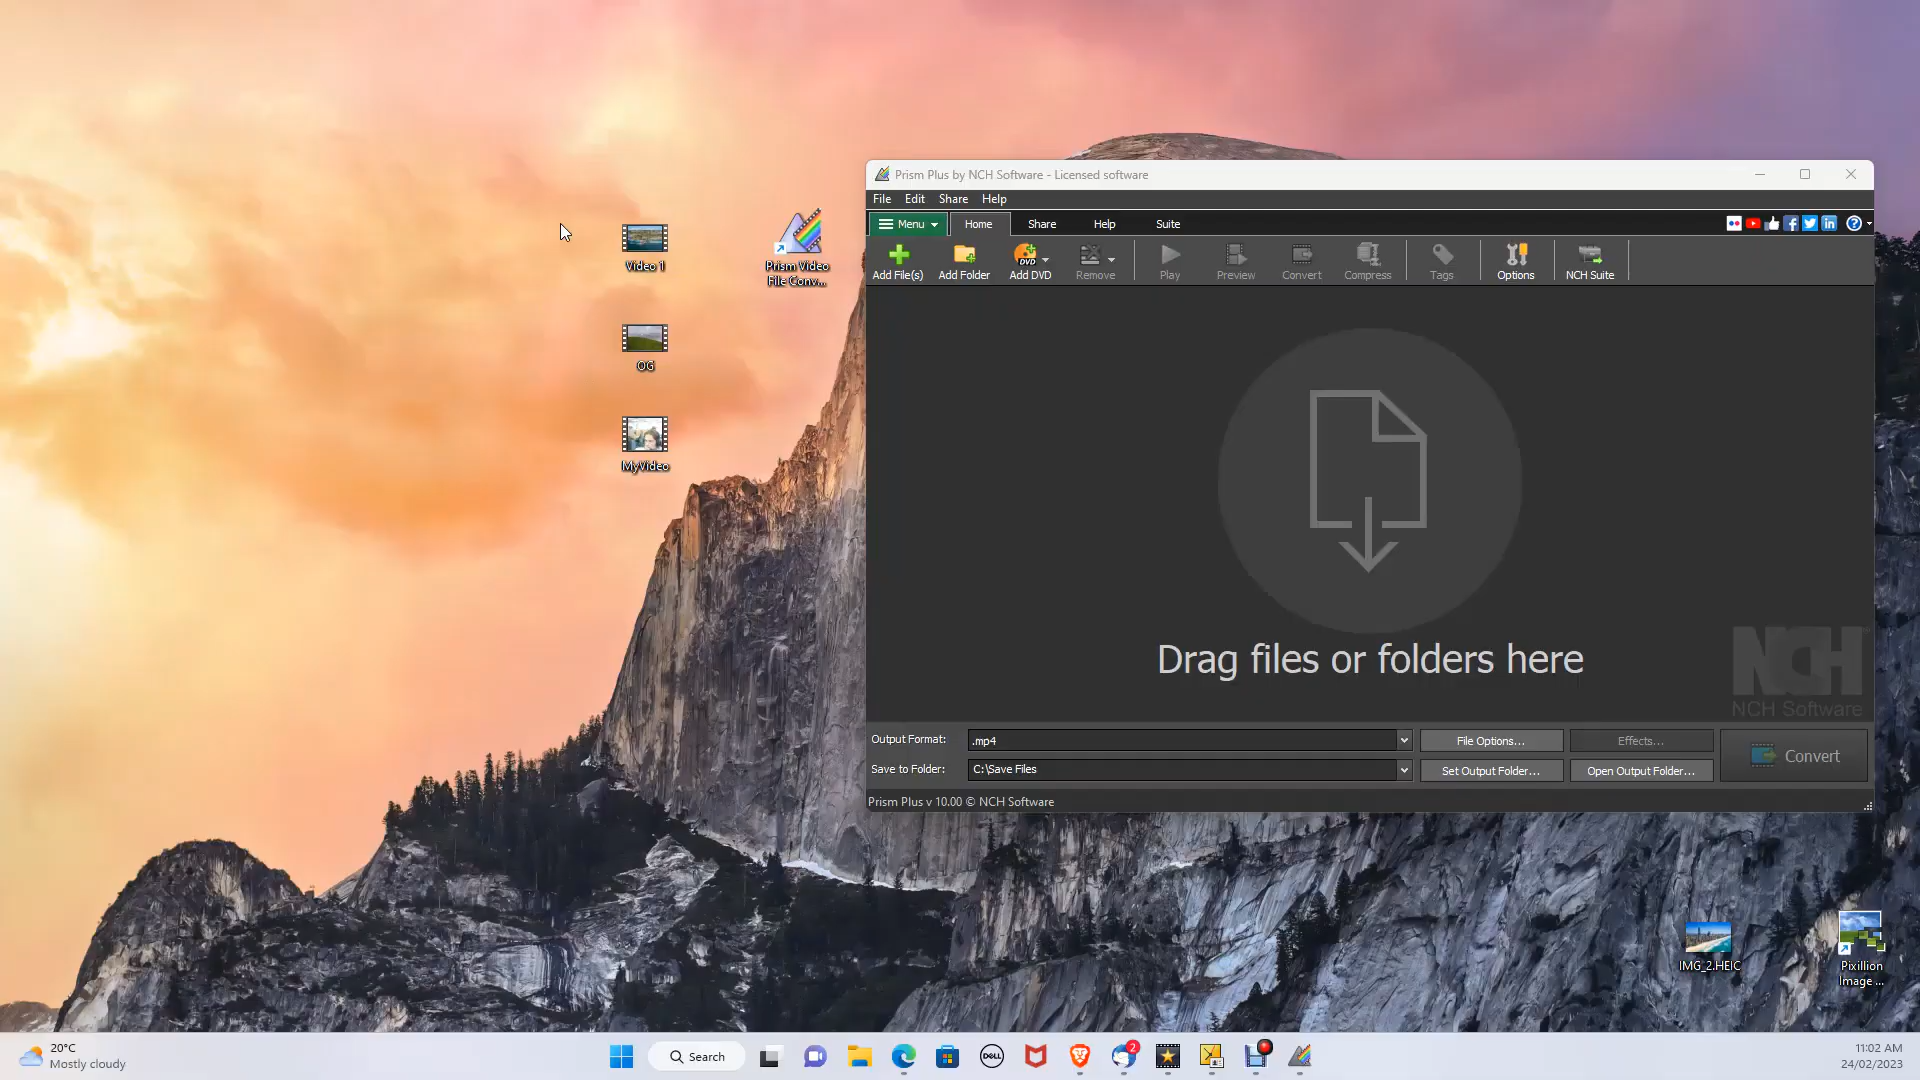 Video 1
Prism Video
File Conv...
OG
MyVideo
Prism Plus by NCH Software - Licensed software
File Edit Share Help
Menu Home Share Help Suite
Add File(s) Add Folder Add DVD Remove Play Preview Convert Compress Tags Options NCH Suite
DVD
Drag files or folders here
NCH
NCH Software
Output Format: .mp4 File Options... Effects...
Convert
Save to Folder: C:\Save Files Set Output Folder... Open Output Folder...
Prism Plus v 10.00 © NCH Software
IMG_2.HEIC
Pixillion
Image ...
20°C
Mostly cloudy
Search
DELL
2
11:02 AM
24/02/2023